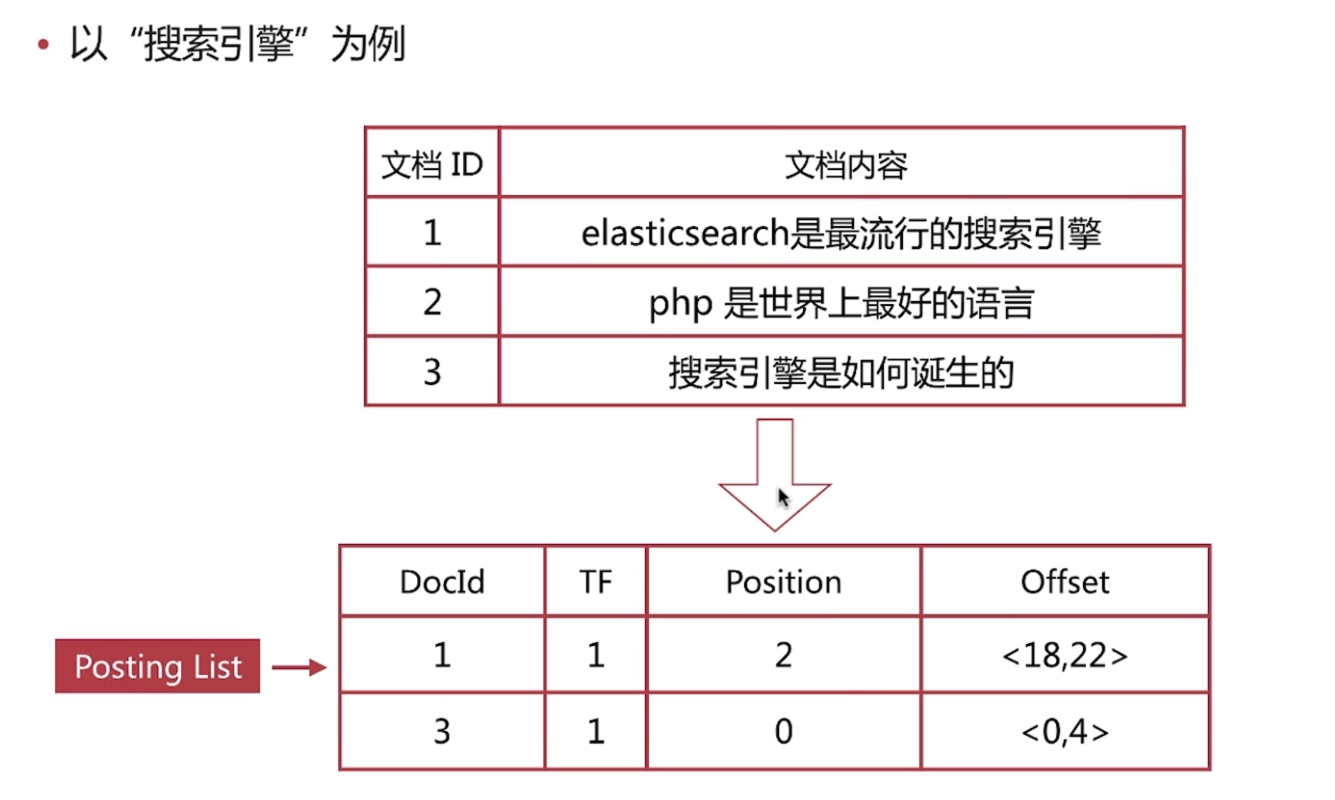 • 以“搜索引擎”为例
文档 ID 文档内容
1 elasticsearch是最流行的搜索引擎
2 php 是世界上最好的语言
3 搜索引擎是如何诞生的
DocId TF Position Offset
Posting List
1 1 2 <18,22>
3 1 0 <0,4>